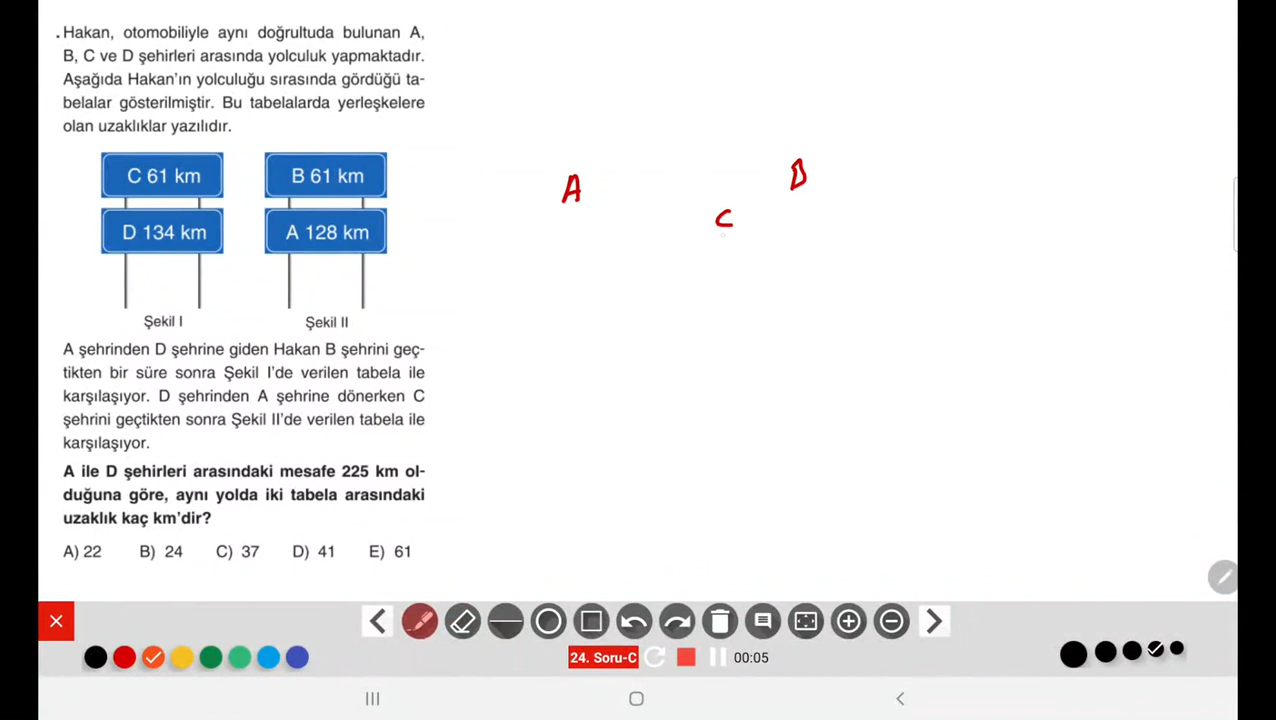 . Hakan, otomobiliyle aynı doğrultuda bulunan A,
B, C ve D şehirleri arasında yolculuk yapmaktadır.
Aşağıda Hakan'ın yolculuğu sırasında gördüğü ta-
belalar gösterilmiştir. Bu tabelalarda yerleşkelere
olan uzaklıklar yazılıdır.
C 61 km
D 134 km
Şekil I
B 61 km
A 128 km
Şekil II
A şehrinden D şehrine giden Hakan B şehrini geç-
tikten bir süre sonra Şekil I'de verilen tabela ile
karşılaşıyor. D şehrinden A şehrine dönerken C
şehrini geçtikten sonra Şekil II'de verilen tabela ile
karşılaşıyor.
A ile D şehirleri arasındaki mesafe 225 km ol-
duğuna göre, aynı yolda iki tabela arasındaki
uzaklık kaç km'dir?
A) 22 B) 24 C) 37 D) 41 E) 61
A
C
24. Soru-C
00:05